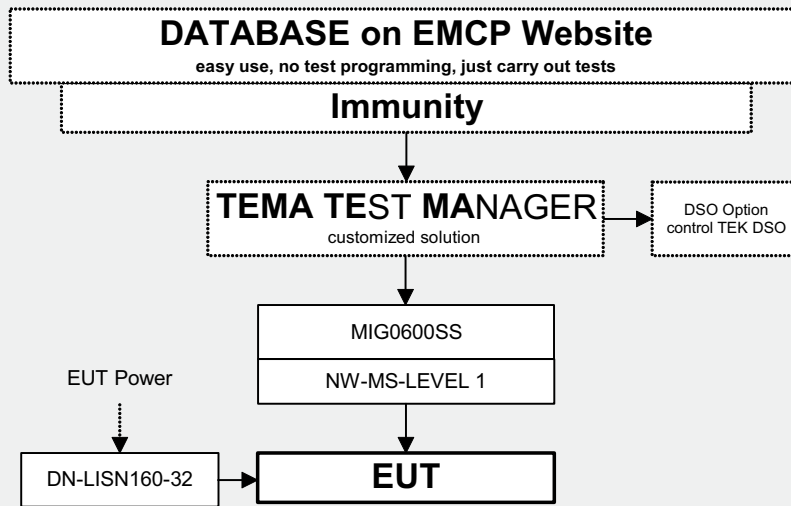 DATABASE on EMCP Website
easy use, no test programming, just carry out tests
Immunity
TEMA TEST MANAGER
customized solution
DSO Option
control TEK DSO
MIG0600SS
NW-MS-LEVEL 1
EUT Power
DN-LISN160-32
EUT